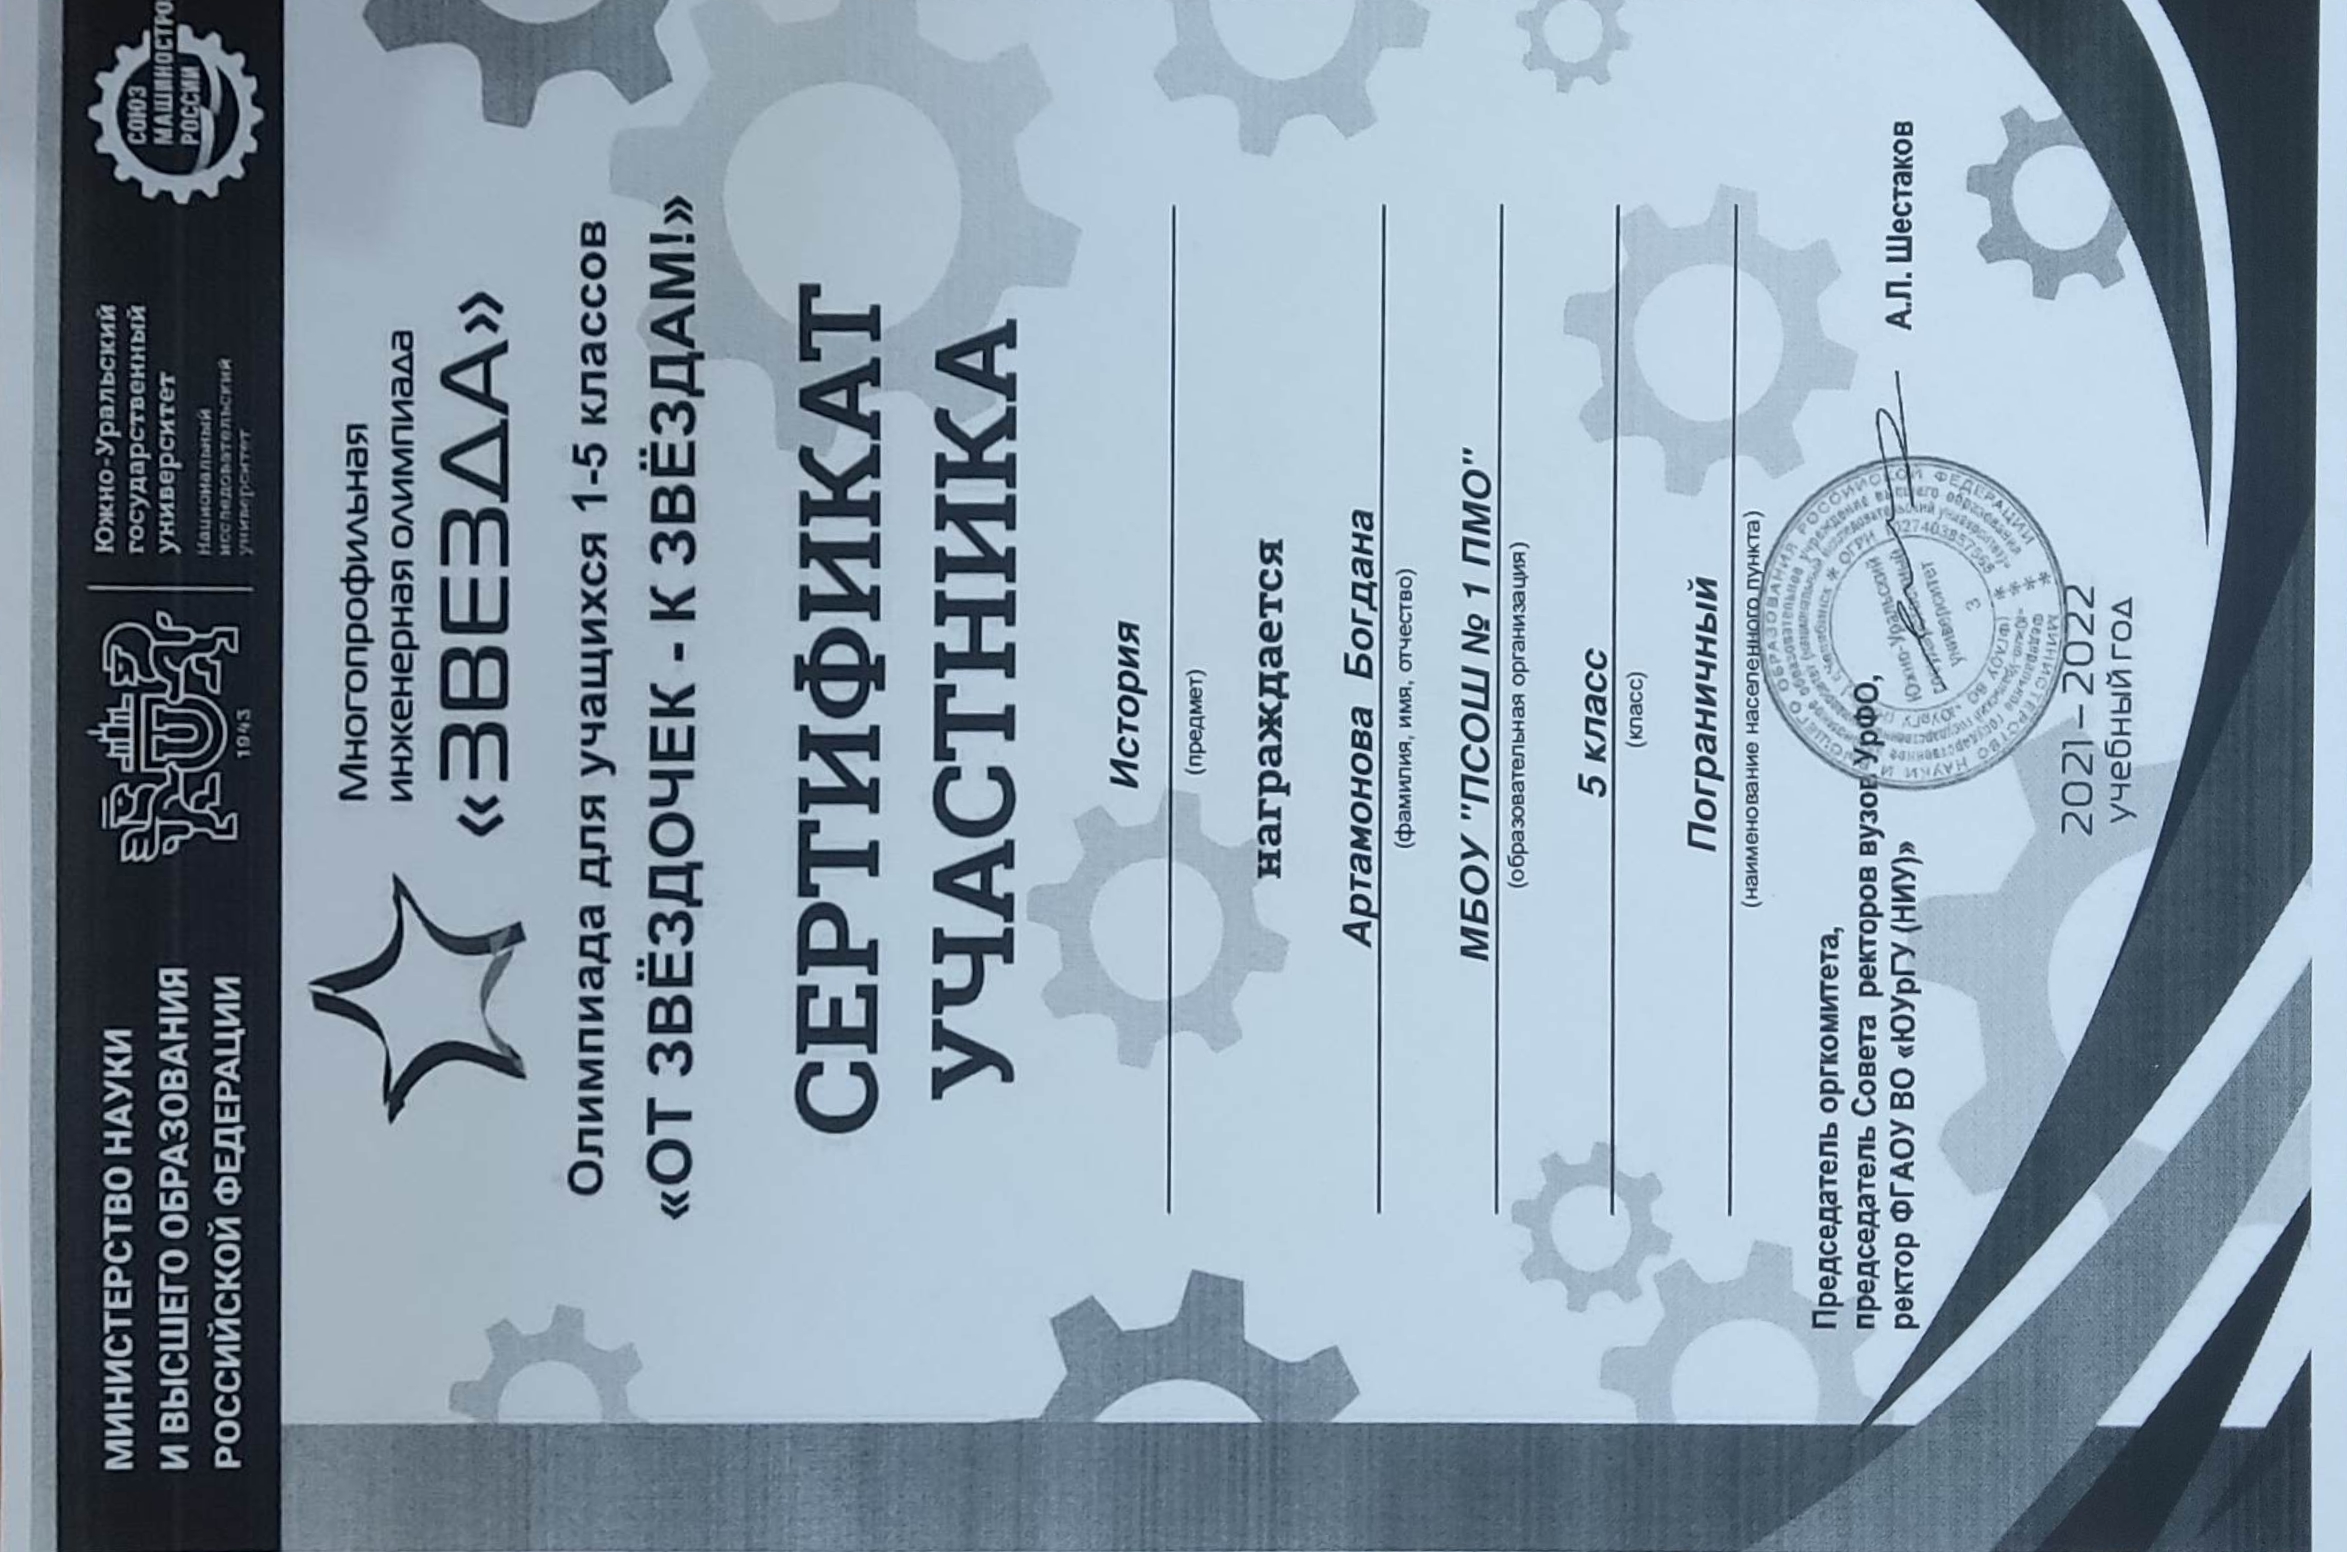 МИНИСТЕРСТВО НАУКИ
И ВЫСШЕГО ОБРАЗОВАНИЯ
РОССИЙСКОЙ ФЕДЕРАЦИИ
1943
Южно-Уральский
государственный
университет
Национальный
исследовательский
университет
СОЮЗ
МАШИНОСТРО
РОССИИ
Многопрофильная
инженерная олимпиада
«ЗВЕЗДА»
Олимпиада для учащихся 1-5 классов
«ОТ ЗВЁЗДОЧЕК - К ЗВЁЗДАМ!»
СЕРТИФИКАТ
УЧАСТНИКА
История
(предмет)
награждается
Артамонова Богдана
(фамилия, имя, отчество)
МБОУ "ПСОШ № 1 ПМО"
(образовательная организация)
5 класс
(класс)
Пограничный
(наименование населенного пункта)
Председатель оргкомитета,
председатель Совета ректоров вузов УрФО,
ректор ФГАОУ ВО «ЮУрГУ (НИУ)»
А.Л. Шестаков
МИНИСТЕРСТВО НАУКИ И ВЫСШЕГО ОБРАЗОВАНИЯ РОССИЙСКОЙ ФЕДЕРАЦИИ
Южно-Уральский
государственный
университет
3
2021–2022
учебный год